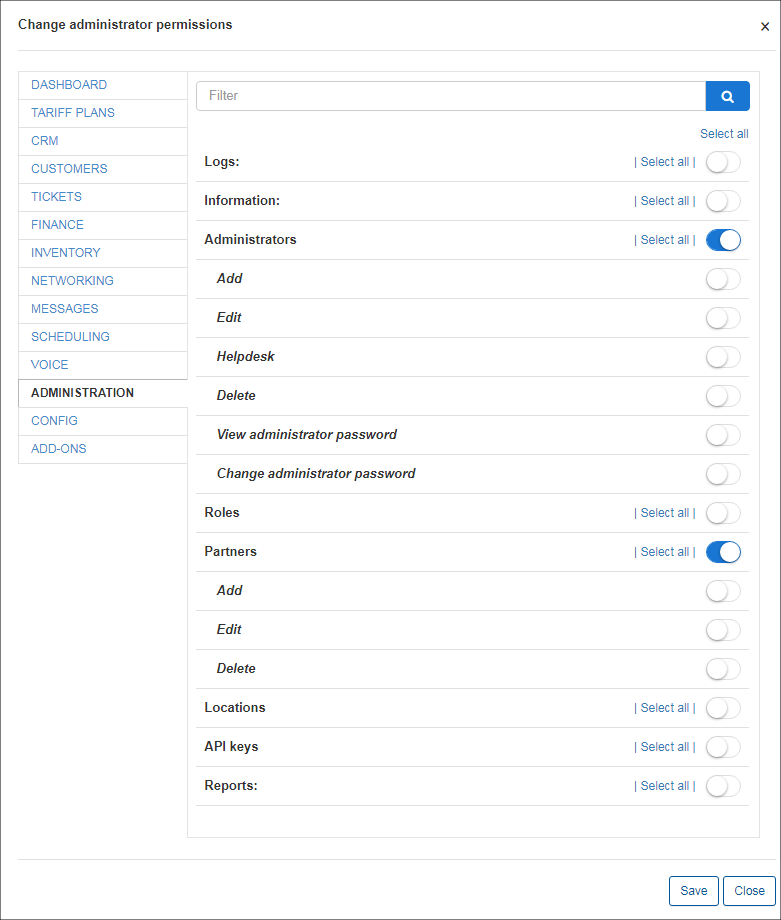 Change administrator permissions ×
DASHBOARD
TARIFF PLANS
CRM
CUSTOMERS
TICKETS
FINANCE
INVENTORY
NETWORKING
MESSAGES
SCHEDULING
VOICE
ADMINISTRATION
CONFIG
ADD-ONS
Filter
Select all
Logs: | Select all |
Information: | Select all |
Administrators | Select all |
Add
Edit
Helpdesk
Delete
View administrator password
Change administrator password
Roles | Select all |
Partners | Select all |
Add
Edit
Delete
Locations | Select all |
API keys | Select all |
Reports: | Select all |
Save Close